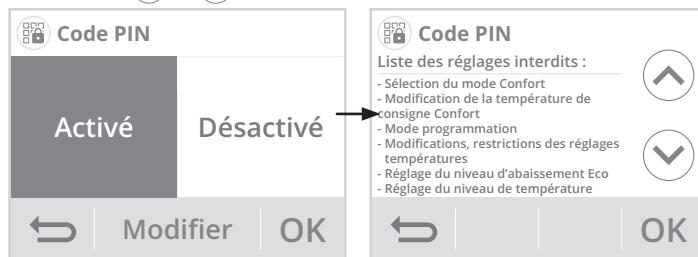 Code PIN
Activé
Désactivé
Modifier
OK
Code PIN
Liste des réglages interdits :
- Sélection du mode Confort
- Modification de la température de
consigne Confort
- Mode programmation
- Modifications, restrictions des réglages
températures
- Réglage du niveau d'abaissement Eco
- Réglage du niveau de température
OK